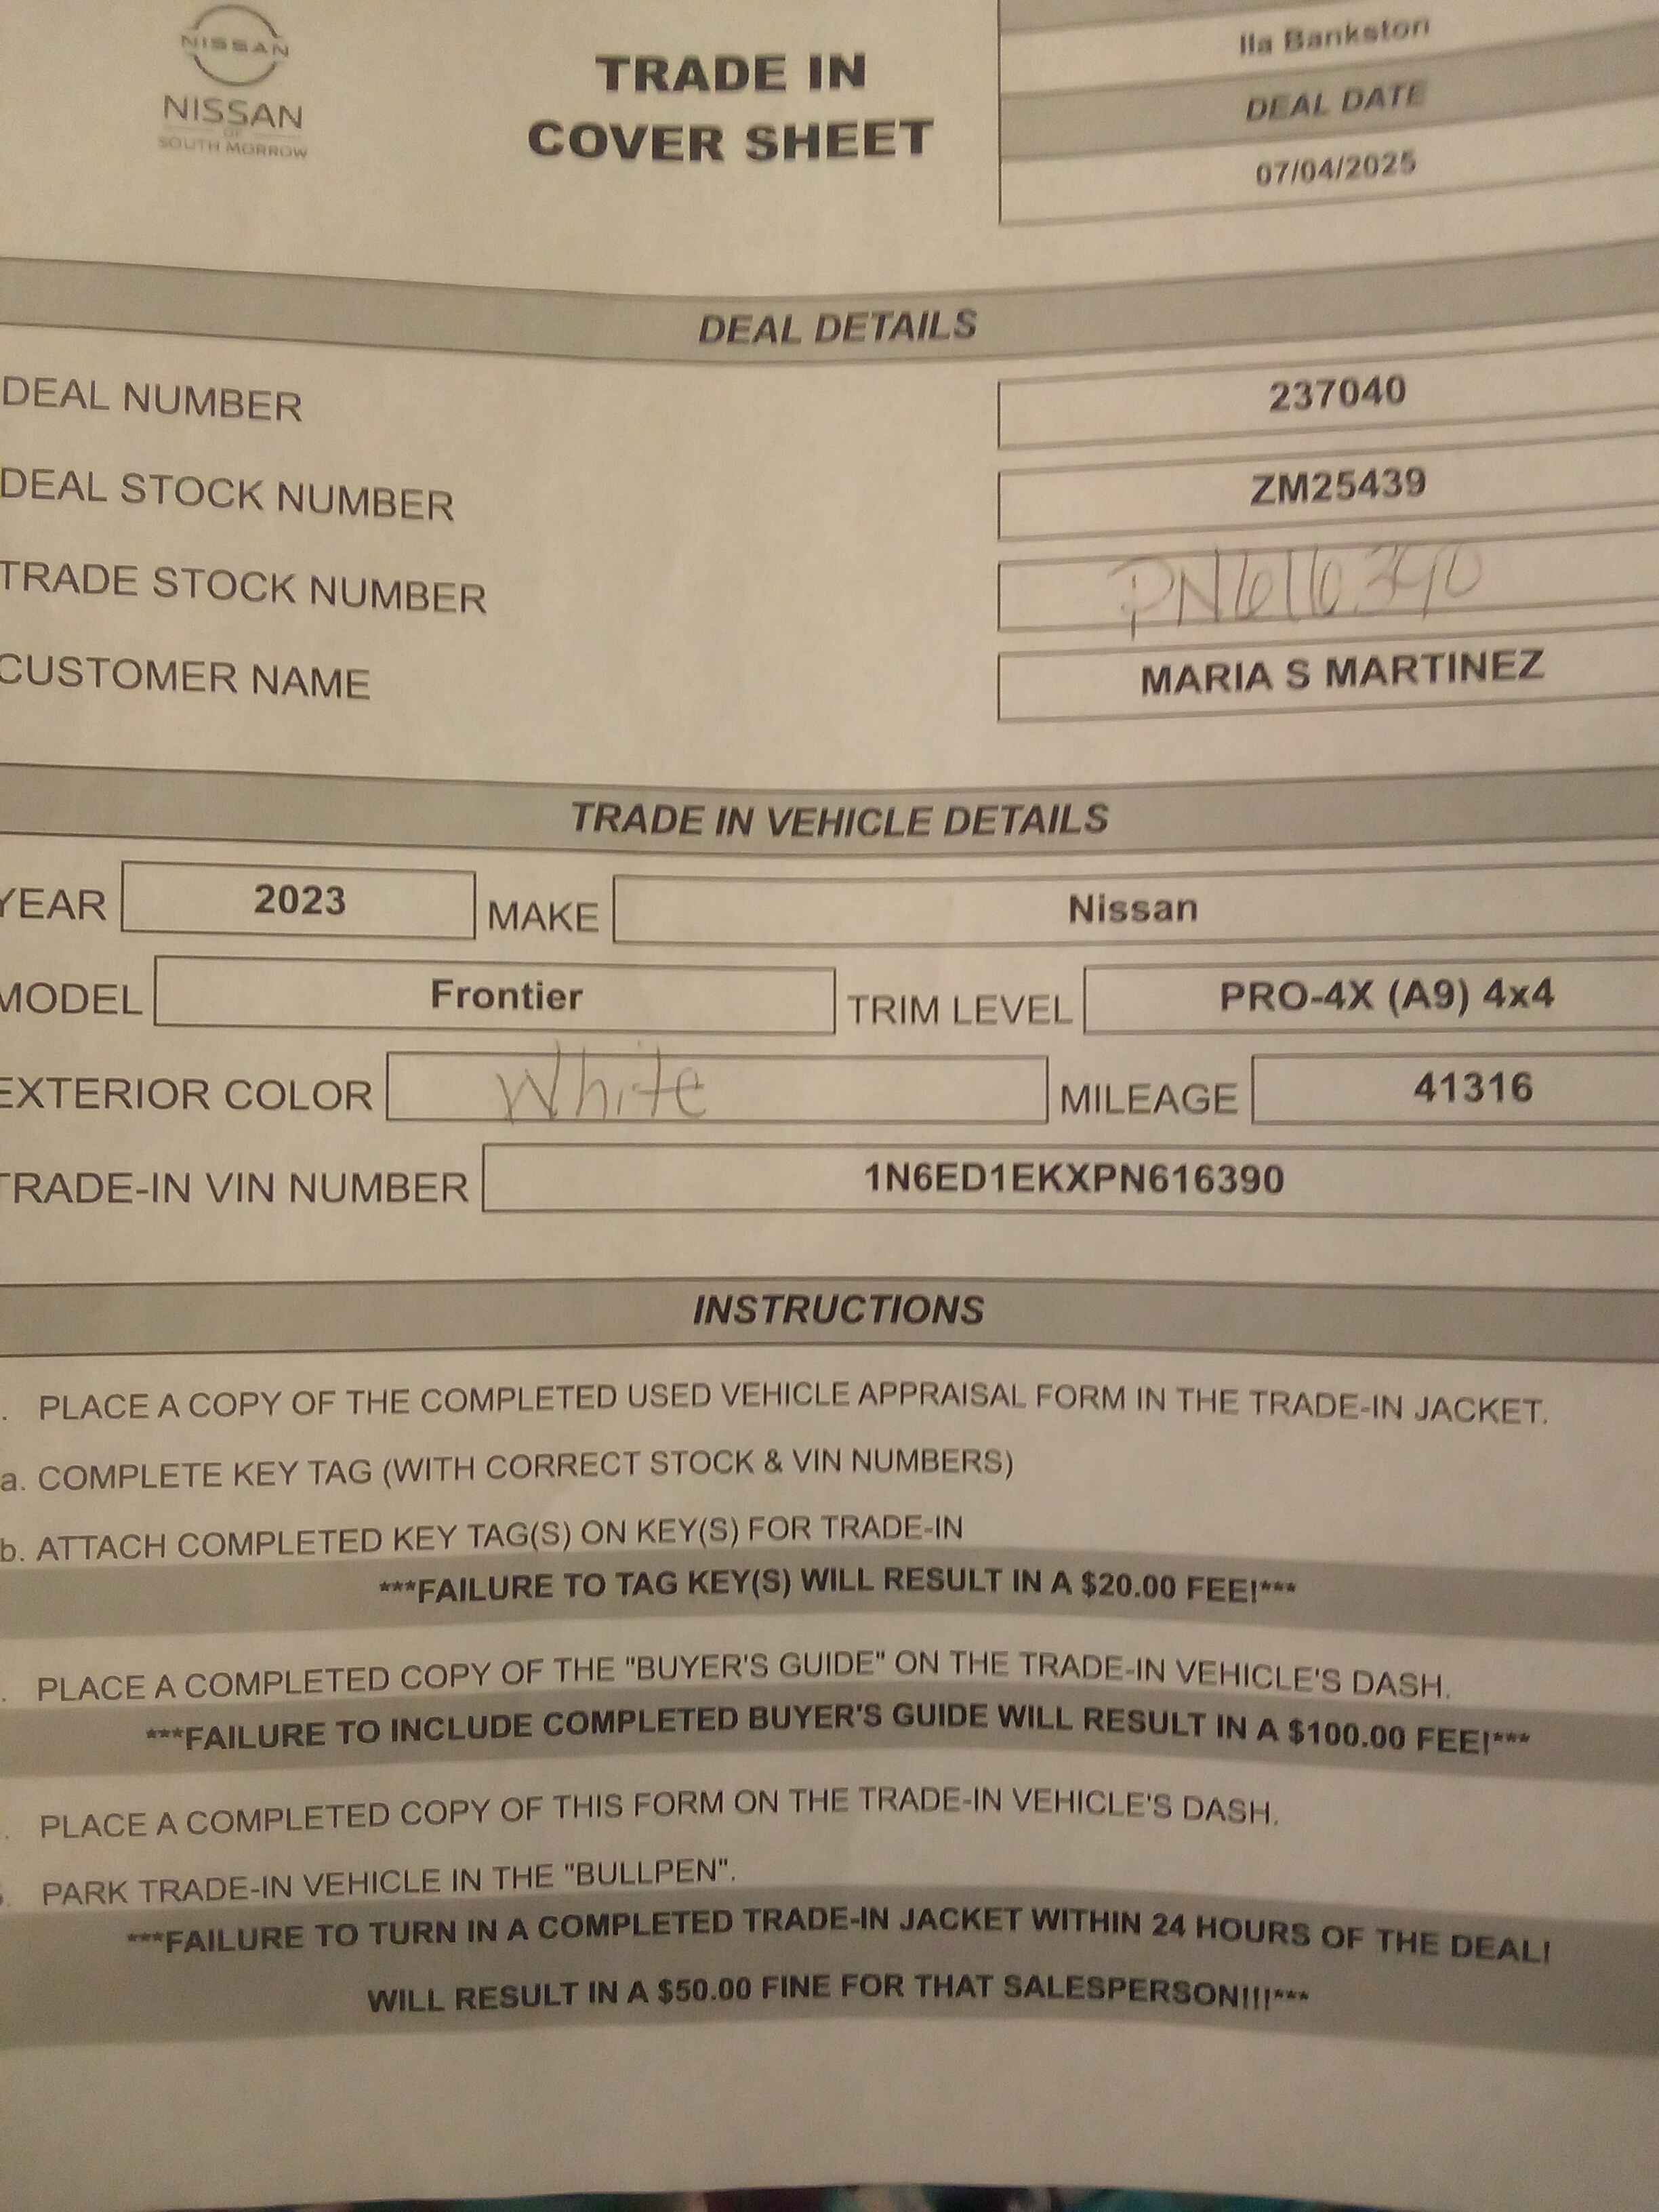 NISSAN
NISSAN
OF
SOUTH MORROW
TRADE IN
COVER SHEET
Ila Bankston
DEAL DATE
07/04/2025
DEAL DETAILS
DEAL NUMBER 237040
DEAL STOCK NUMBER ZM25439
TRADE STOCK NUMBER PN616390
CUSTOMER NAME MARIA S MARTINEZ
TRADE IN VEHICLE DETAILS
YEAR 2023 MAKE Nissan
MODEL Frontier TRIM LEVEL PRO-4X (A9) 4x4
EXTERIOR COLOR White MILEAGE 41316
TRADE-IN VIN NUMBER 1N6ED1EKXPN616390
INSTRUCTIONS
. PLACE A COPY OF THE COMPLETED USED VEHICLE APPRAISAL FORM IN THE TRADE-IN JACKET.
a. COMPLETE KEY TAG (WITH CORRECT STOCK & VIN NUMBERS)
b. ATTACH COMPLETED KEY TAG(S) ON KEY(S) FOR TRADE-IN
***FAILURE TO TAG KEY(S) WILL RESULT IN A $20.00 FEE!***
. PLACE A COMPLETED COPY OF THE "BUYER'S GUIDE" ON THE TRADE-IN VEHICLE'S DASH.
***FAILURE TO INCLUDE COMPLETED BUYER'S GUIDE WILL RESULT IN A $100.00 FEE!***
. PLACE A COMPLETED COPY OF THIS FORM ON THE TRADE-IN VEHICLE'S DASH.
PARK TRADE-IN VEHICLE IN THE "BULLPEN".
***FAILURE TO TURN IN A COMPLETED TRADE-IN JACKET WITHIN 24 HOURS OF THE DEAL!
WILL RESULT IN A $50.00 FINE FOR THAT SALESPERSON!!!***